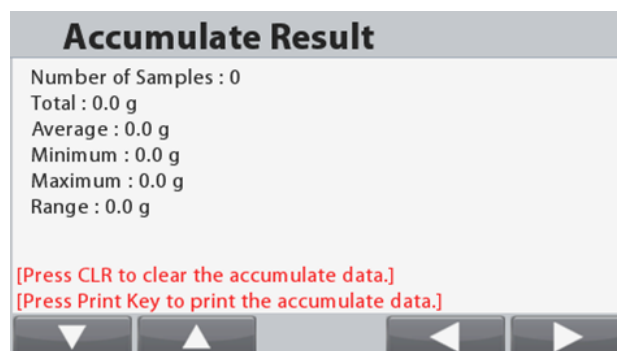 Accumulate Result
Number of Samples : 0
Total : 0.0 g
Average : 0.0 g
Minimum : 0.0 g
Maximum : 0.0 g
Range : 0.0 g
[Press CLR to clear the accumulate data.]
[Press Print Key to print the accumulate data.]